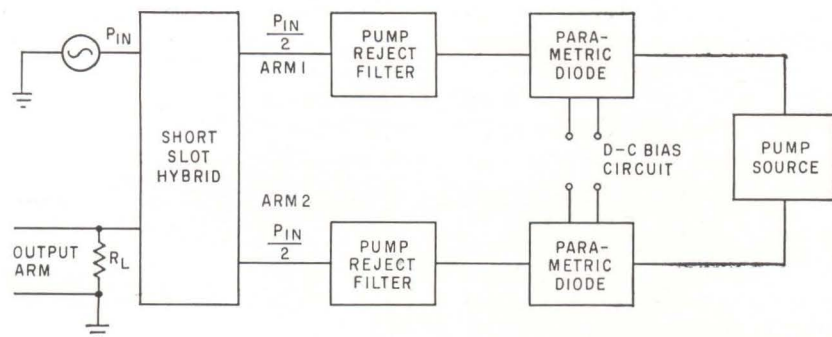 P_IN
SHORT
SLOT
HYBRID
OUTPUT
ARM
R_L
P_IN
2
ARM 1
PUMP
REJECT
FILTER
PARA-
METRIC
DIODE
D-C BIAS
CIRCUIT
PUMP
SOURCE
ARM 2
P_IN
2
PUMP
REJECT
FILTER
PARA-
METRIC
DIODE